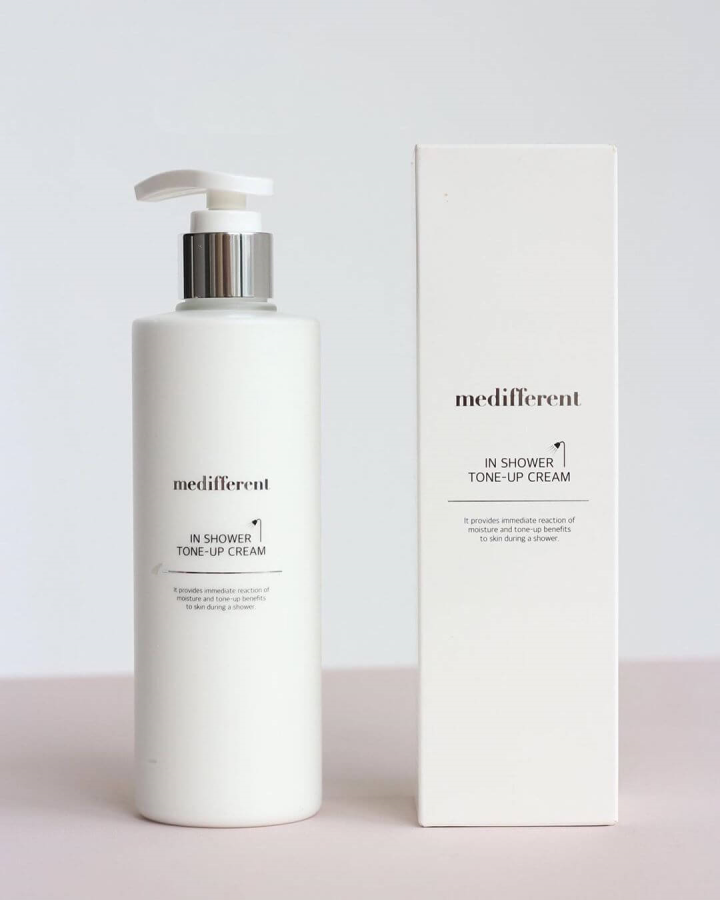 medifferent
IN SHOWER
TONE-UP CREAM
It provides immediate reaction of
moisture and tone-up benefits
to skin during a shower.
medifferent
IN SHOWER
TONE-UP CREAM
It provides immediate reaction of
moisture and tone-up benefits
to skin during a shower.